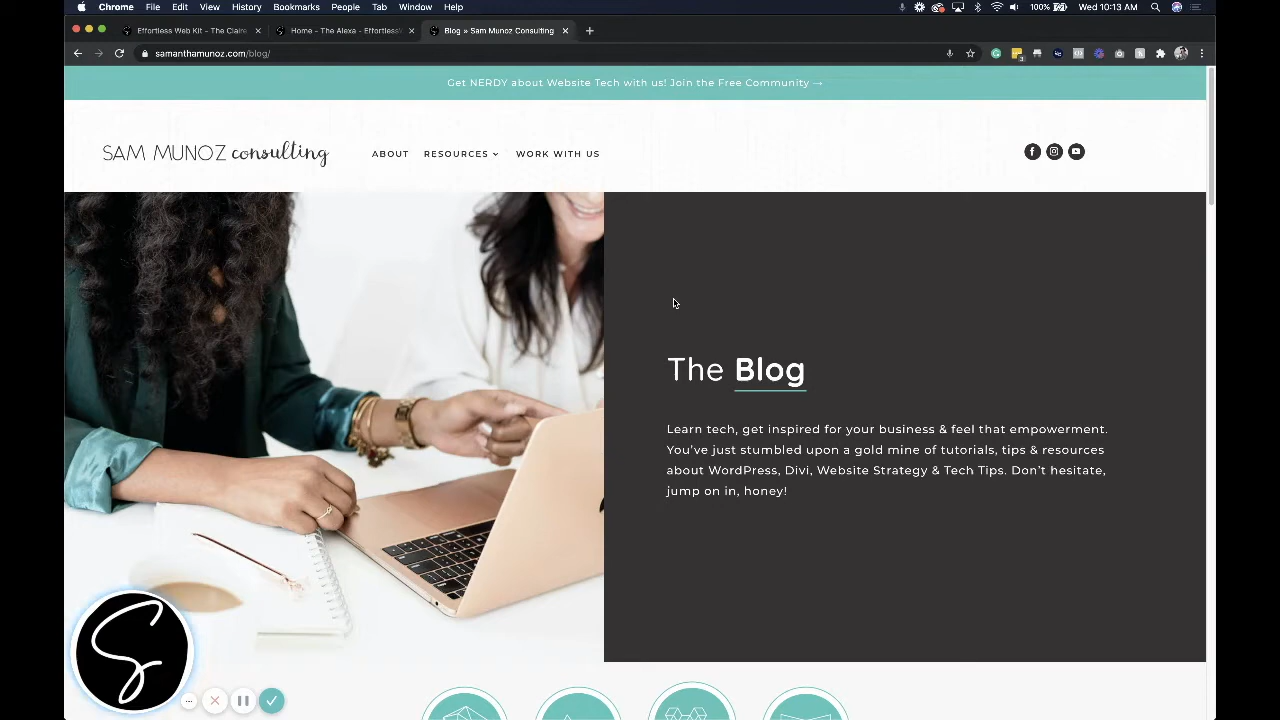 Chrome File Edit View History Bookmarks People Tab Window Help 100% Wed 10:13 AM
Effortless Web Kit - The Claire
Home - The Alexa - Effortless
Blog » Sam Munoz Consulting
samanthamunoz.com/blog/
Get NERDY about Website Tech with us! Join the Free Community →
SAM MUNOZ consulting
ABOUT RESOURCES WORK WITH US
The Blog
Learn tech, get inspired for your business & feel that empowerment.
You've just stumbled upon a gold mine of tutorials, tips & resources
about WordPress, Divi, Website Strategy & Tech Tips. Don't hesitate,
jump on in, honey!
S